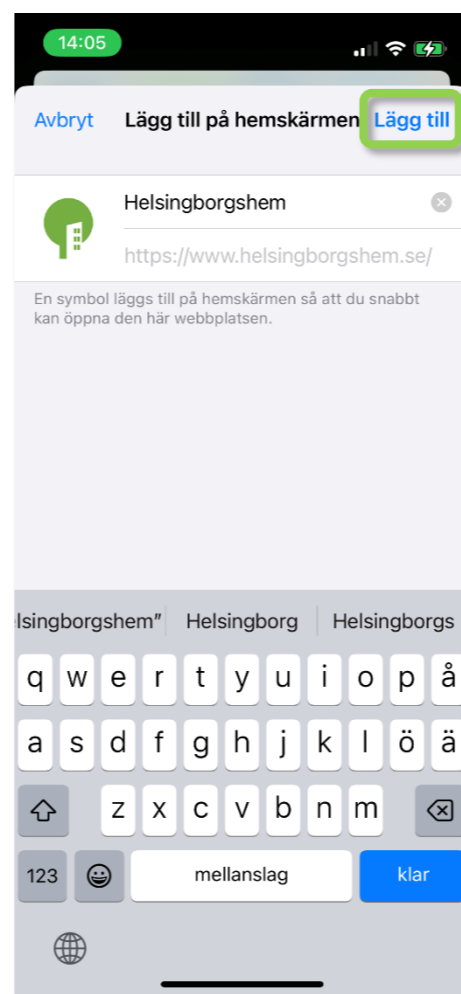 14:05
Avbryt Lägg till på hemskärmen Lägg till
Helsingborgshem
https://www.helsingborgshem.se/
En symbol läggs till på hemskärmen så att du snabbt
kan öppna den här webbplatsen.
lsingborgshem" Helsingborg Helsingborgs
q w e r t y u i o p å
a s d f g h j k l ö ä
z x c v b n m
123 mellanslag klar